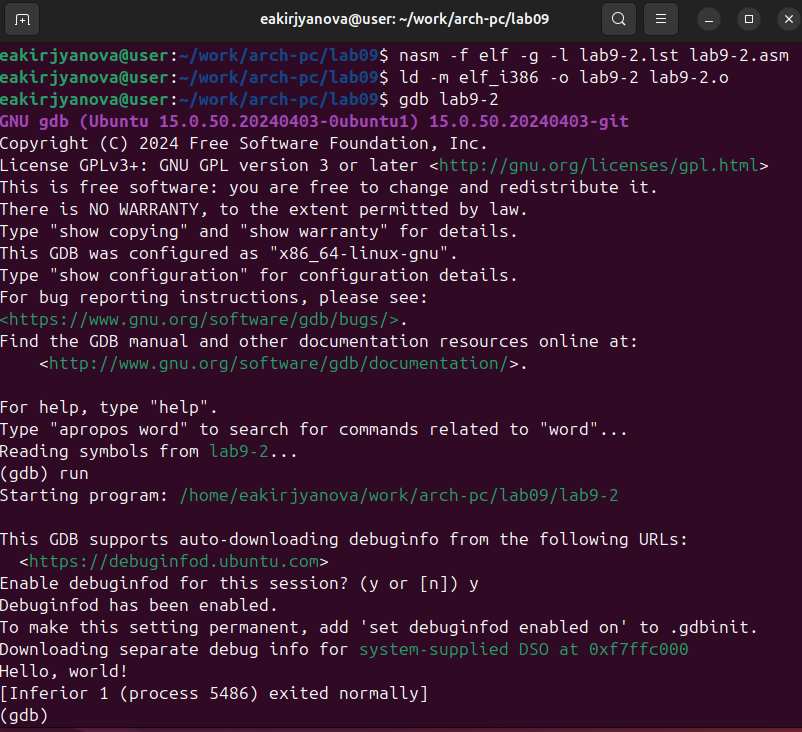 eakirjyanova@user: ~/work/arch-pc/lab09
eakirjyanova@user:~/work/arch-pc/lab09$ nasm -f elf -g -l lab9-2.lst lab9-2.asm
eakirjyanova@user:~/work/arch-pc/lab09$ ld -m elf_i386 -o lab9-2 lab9-2.o
eakirjyanova@user:~/work/arch-pc/lab09$ gdb lab9-2
GNU gdb (Ubuntu 15.0.50.20240403-0ubuntu1) 15.0.50.20240403-git
Copyright (C) 2024 Free Software Foundation, Inc.
License GPLv3+: GNU GPL version 3 or later <http://gnu.org/licenses/gpl.html>
This is free software: you are free to change and redistribute it.
There is NO WARRANTY, to the extent permitted by law.
Type "show copying" and "show warranty" for details.
This GDB was configured as "x86_64-linux-gnu".
Type "show configuration" for configuration details.
For bug reporting instructions, please see:
<https://www.gnu.org/software/gdb/bugs/>.
Find the GDB manual and other documentation resources online at:
    <http://www.gnu.org/software/gdb/documentation/>.
For help, type "help".
Type "apropos word" to search for commands related to "word"...
Reading symbols from lab9-2...
(gdb) run
Starting program: /home/eakirjyanova/work/arch-pc/lab09/lab9-2
This GDB supports auto-downloading debuginfo from the following URLs:
  <https://debuginfod.ubuntu.com>
Enable debuginfod for this session? (y or [n]) y
Debuginfod has been enabled.
To make this setting permanent, add 'set debuginfod enabled on' to .gdbinit.
Downloading separate debug info for system-supplied DSO at 0xf7ffc000
Hello, world!
[Inferior 1 (process 5486) exited normally]
(gdb)